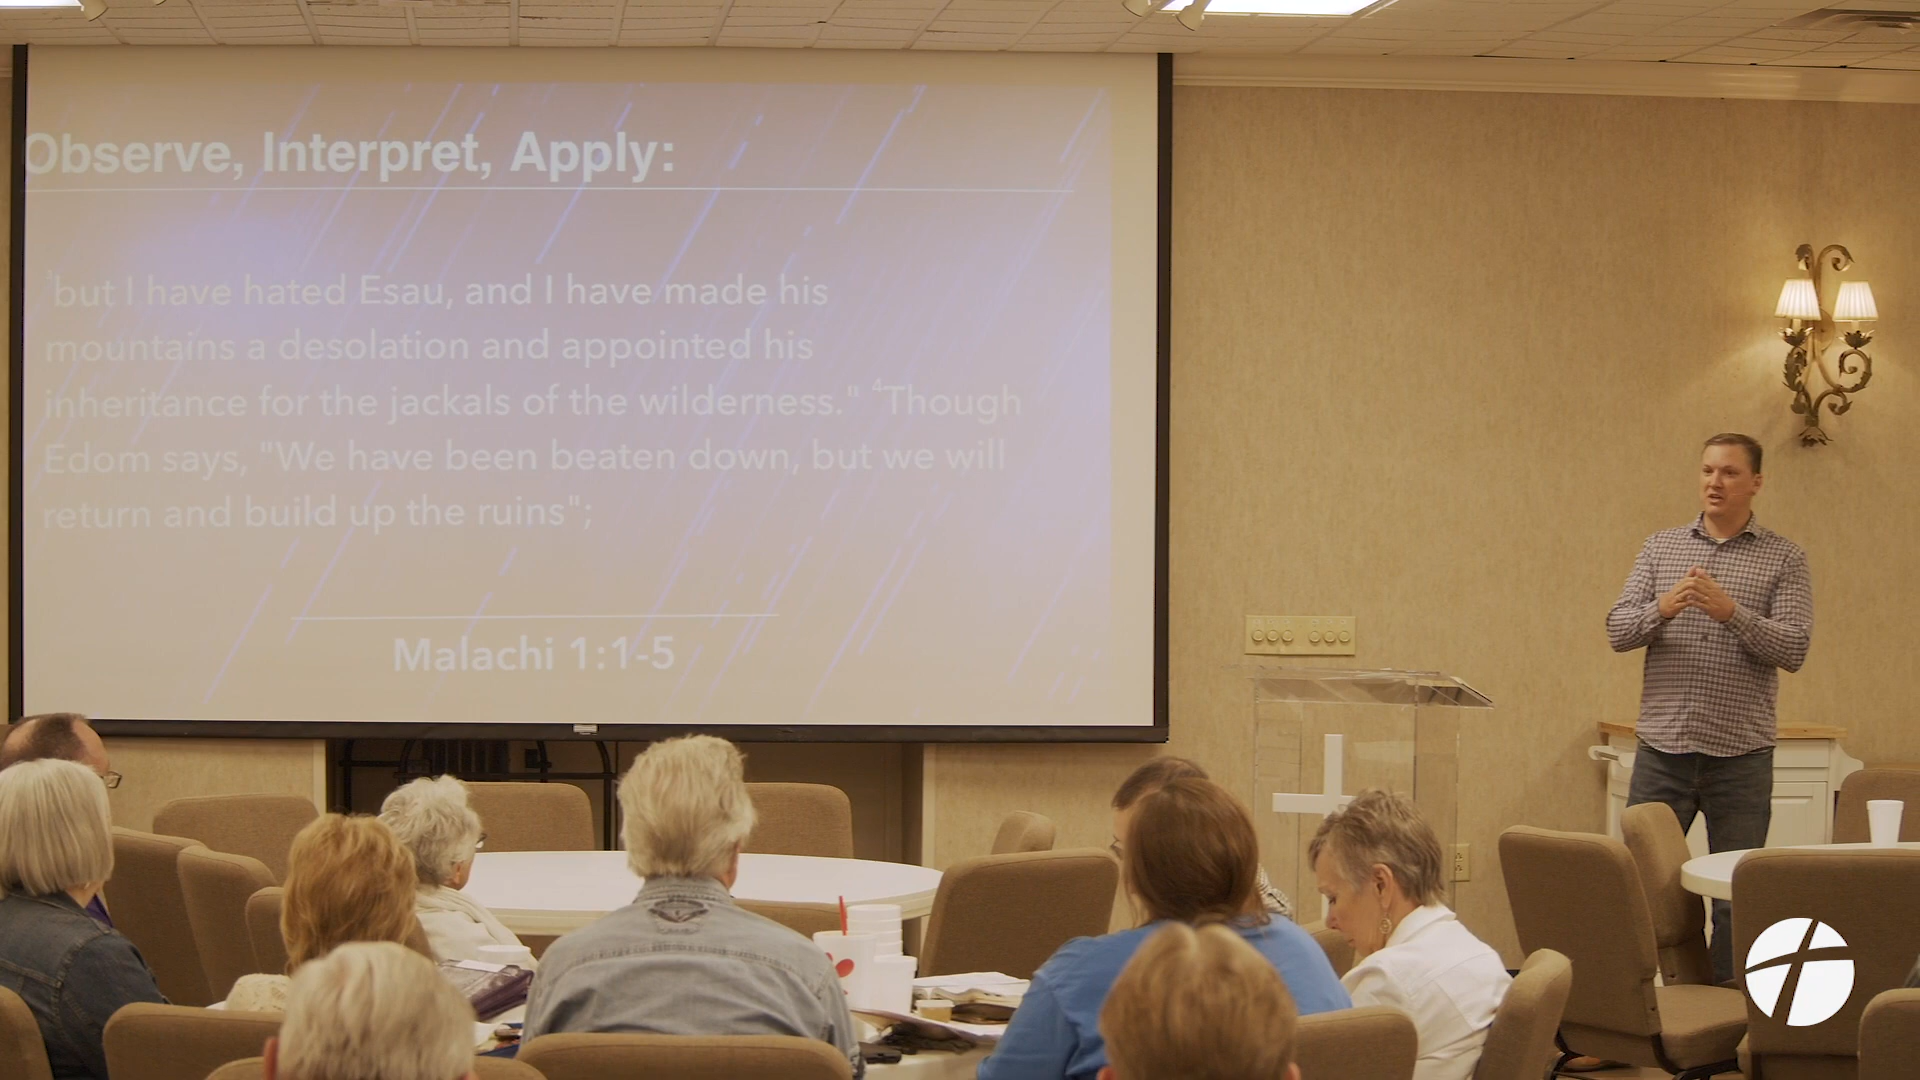 Observe, Interpret, Apply:
but I have hated Esau, and I have made his
mountains a desolation and appointed his
inheritance for the jackals of the wilderness." ⁴Though
Edom says, "We have been beaten down, but we will
return and build up the ruins";
Malachi 1:1-5